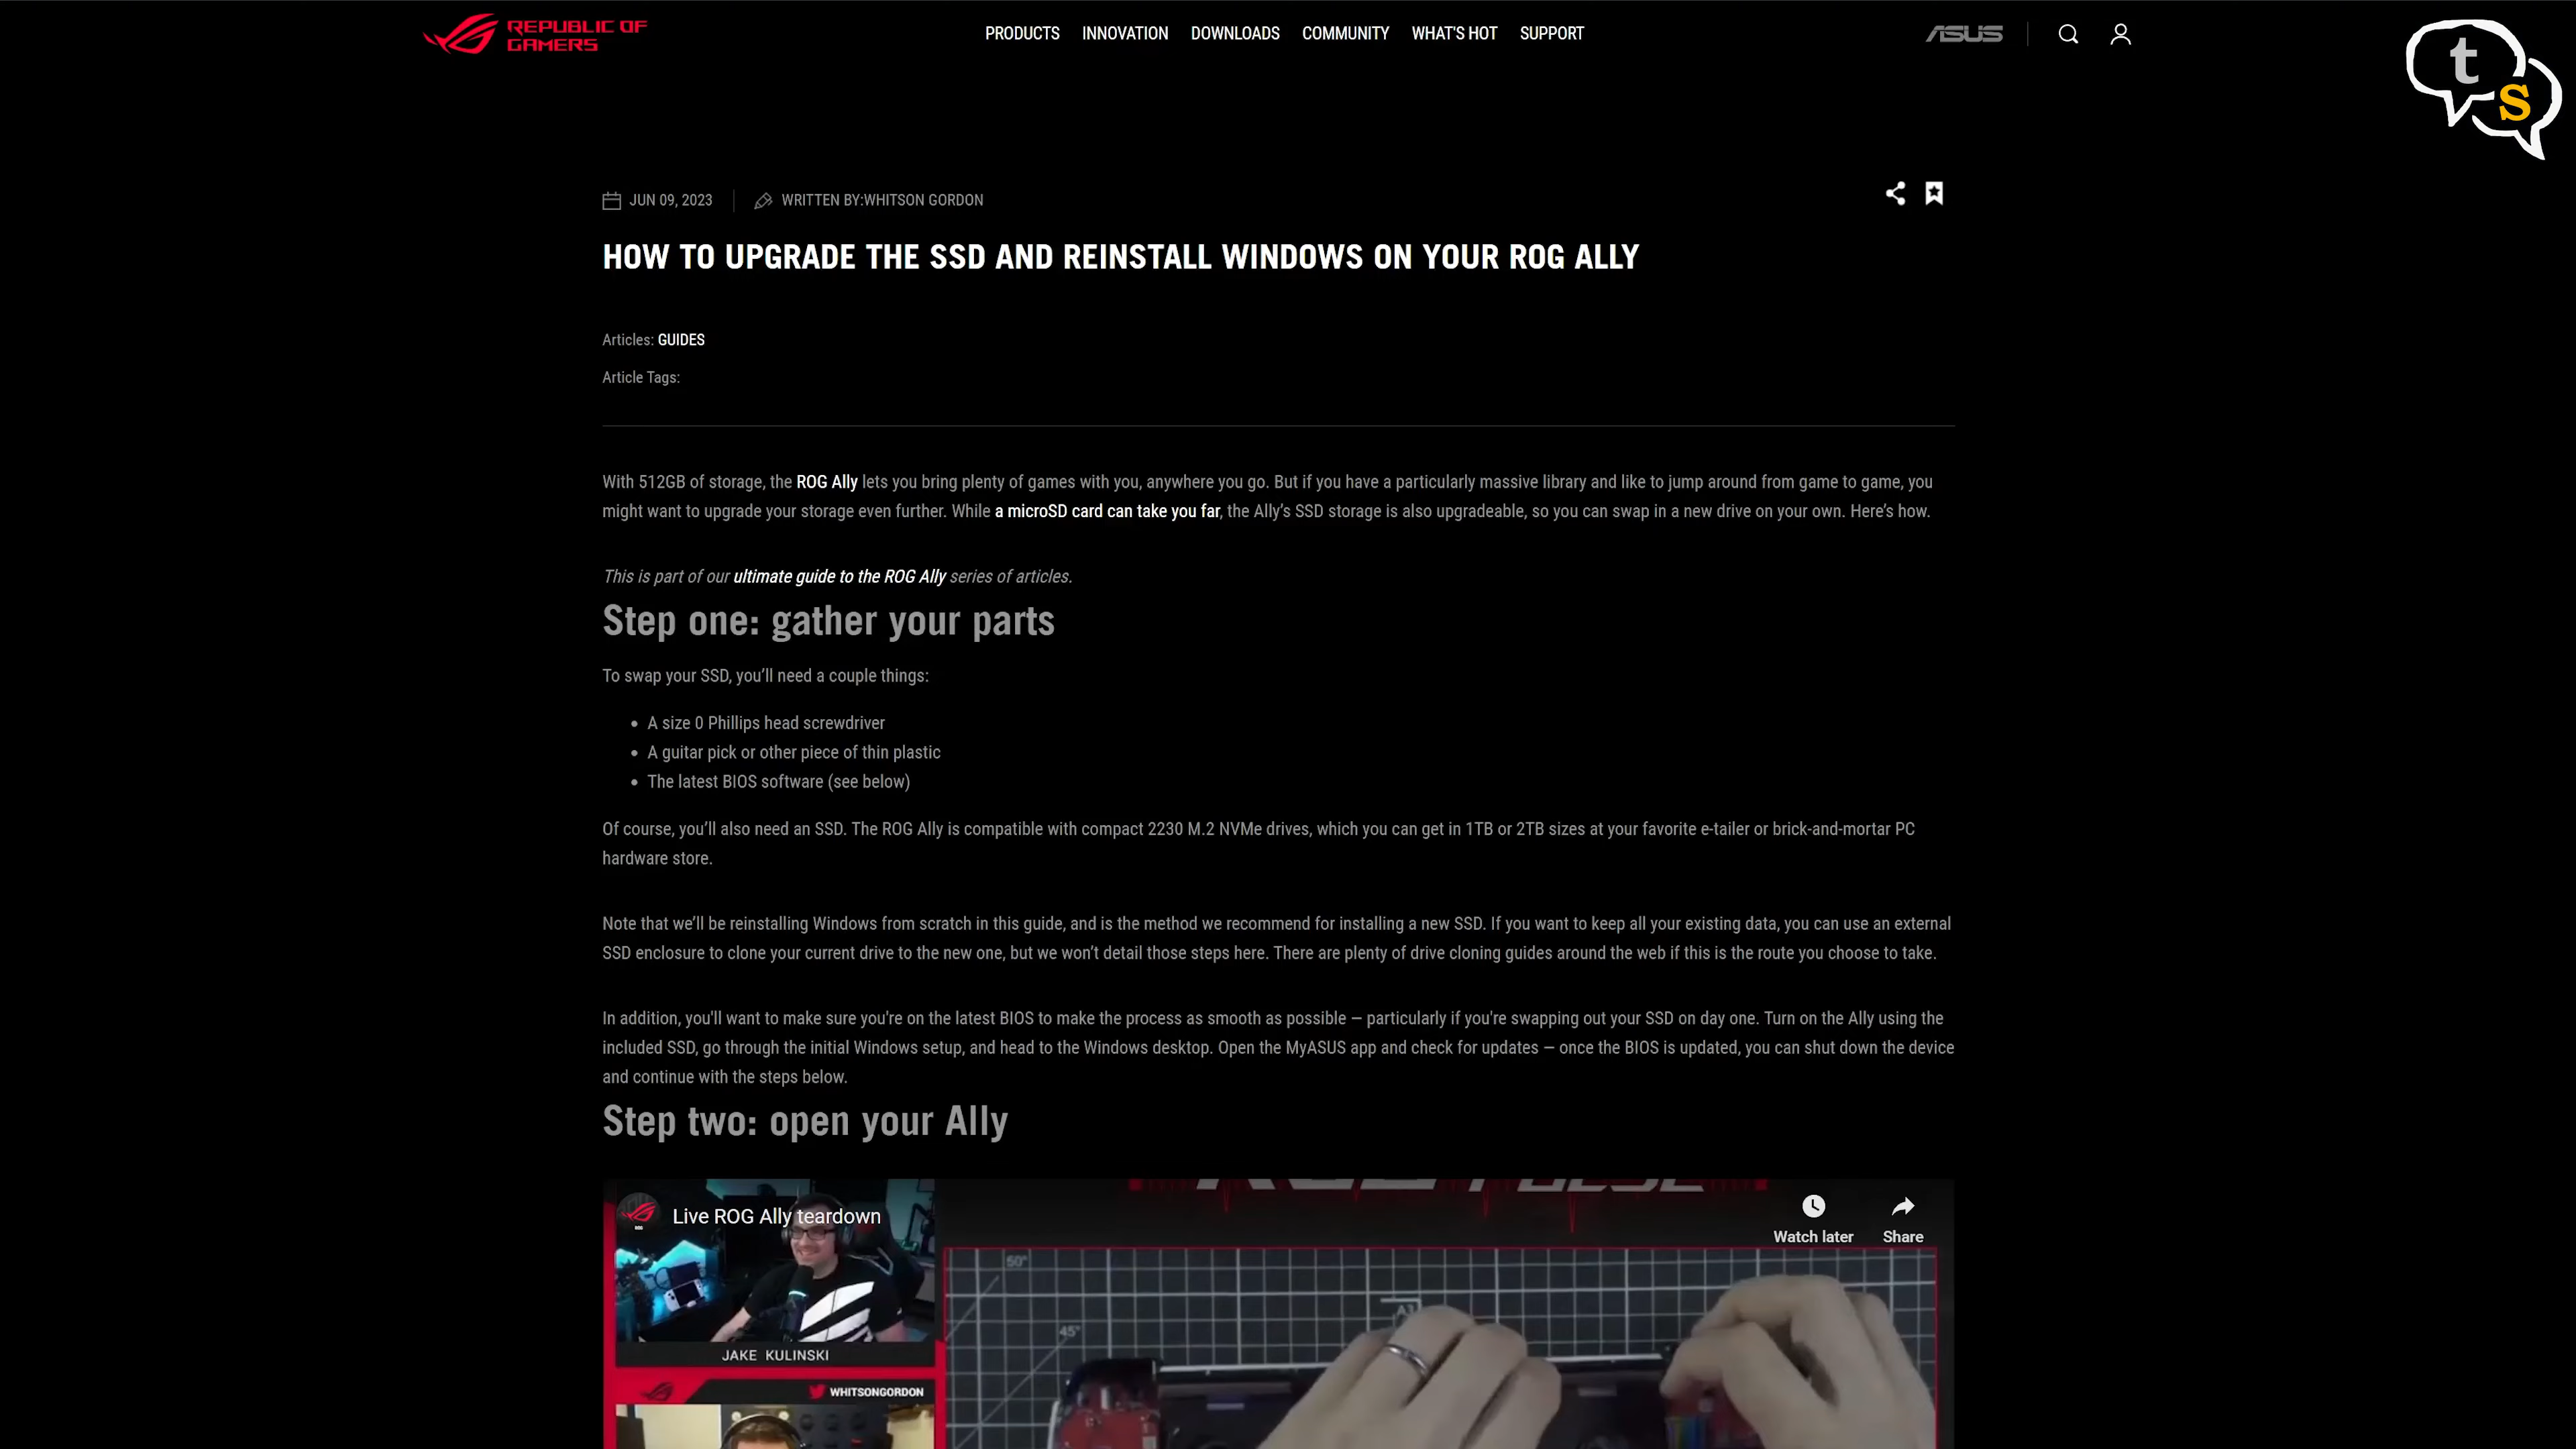 REPUBLIC OF
GAMERS
PRODUCTS INNOVATION DOWNLOADS COMMUNITY WHAT'S HOT SUPPORT
ASUS
t
s
JUN 09, 2023
WRITTEN BY:WHITSON GORDON
HOW TO UPGRADE THE SSD AND REINSTALL WINDOWS ON YOUR ROG ALLY
Articles: GUIDES
Article Tags:
With 512GB of storage, the ROG Ally lets you bring plenty of games with you, anywhere you go. But if you have a particularly massive library and like to jump around from game to game, you
might want to upgrade your storage even further. While a microSD card can take you far, the Ally's SSD storage is also upgradeable, so you can swap in a new drive on your own. Here's how.
This is part of our ultimate guide to the ROG Ally series of articles.
Step one: gather your parts
To swap your SSD, you'll need a couple things:
• A size 0 Phillips head screwdriver
• A guitar pick or other piece of thin plastic
• The latest BIOS software (see below)
Of course, you'll also need an SSD. The ROG Ally is compatible with compact 2230 M.2 NVMe drives, which you can get in 1TB or 2TB sizes at your favorite e-tailer or brick-and-mortar PC
hardware store.
Note that we'll be reinstalling Windows from scratch in this guide, and is the method we recommend for installing a new SSD. If you want to keep all your existing data, you can use an external
SSD enclosure to clone your current drive to the new one, but we won't detail those steps here. There are plenty of drive cloning guides around the web if this is the route you choose to take.
In addition, you'll want to make sure you're on the latest BIOS to make the process as smooth as possible — particularly if you're swapping out your SSD on day one. Turn on the Ally using the
included SSD, go through the initial Windows setup, and head to the Windows desktop. Open the MyASUS app and check for updates — once the BIOS is updated, you can shut down the device
and continue with the steps below.
Step two: open your Ally
Live ROG Ally teardown
Watch later
Share
50°
A3
45°
JAKE KULINSKI
WHITSONGORDON